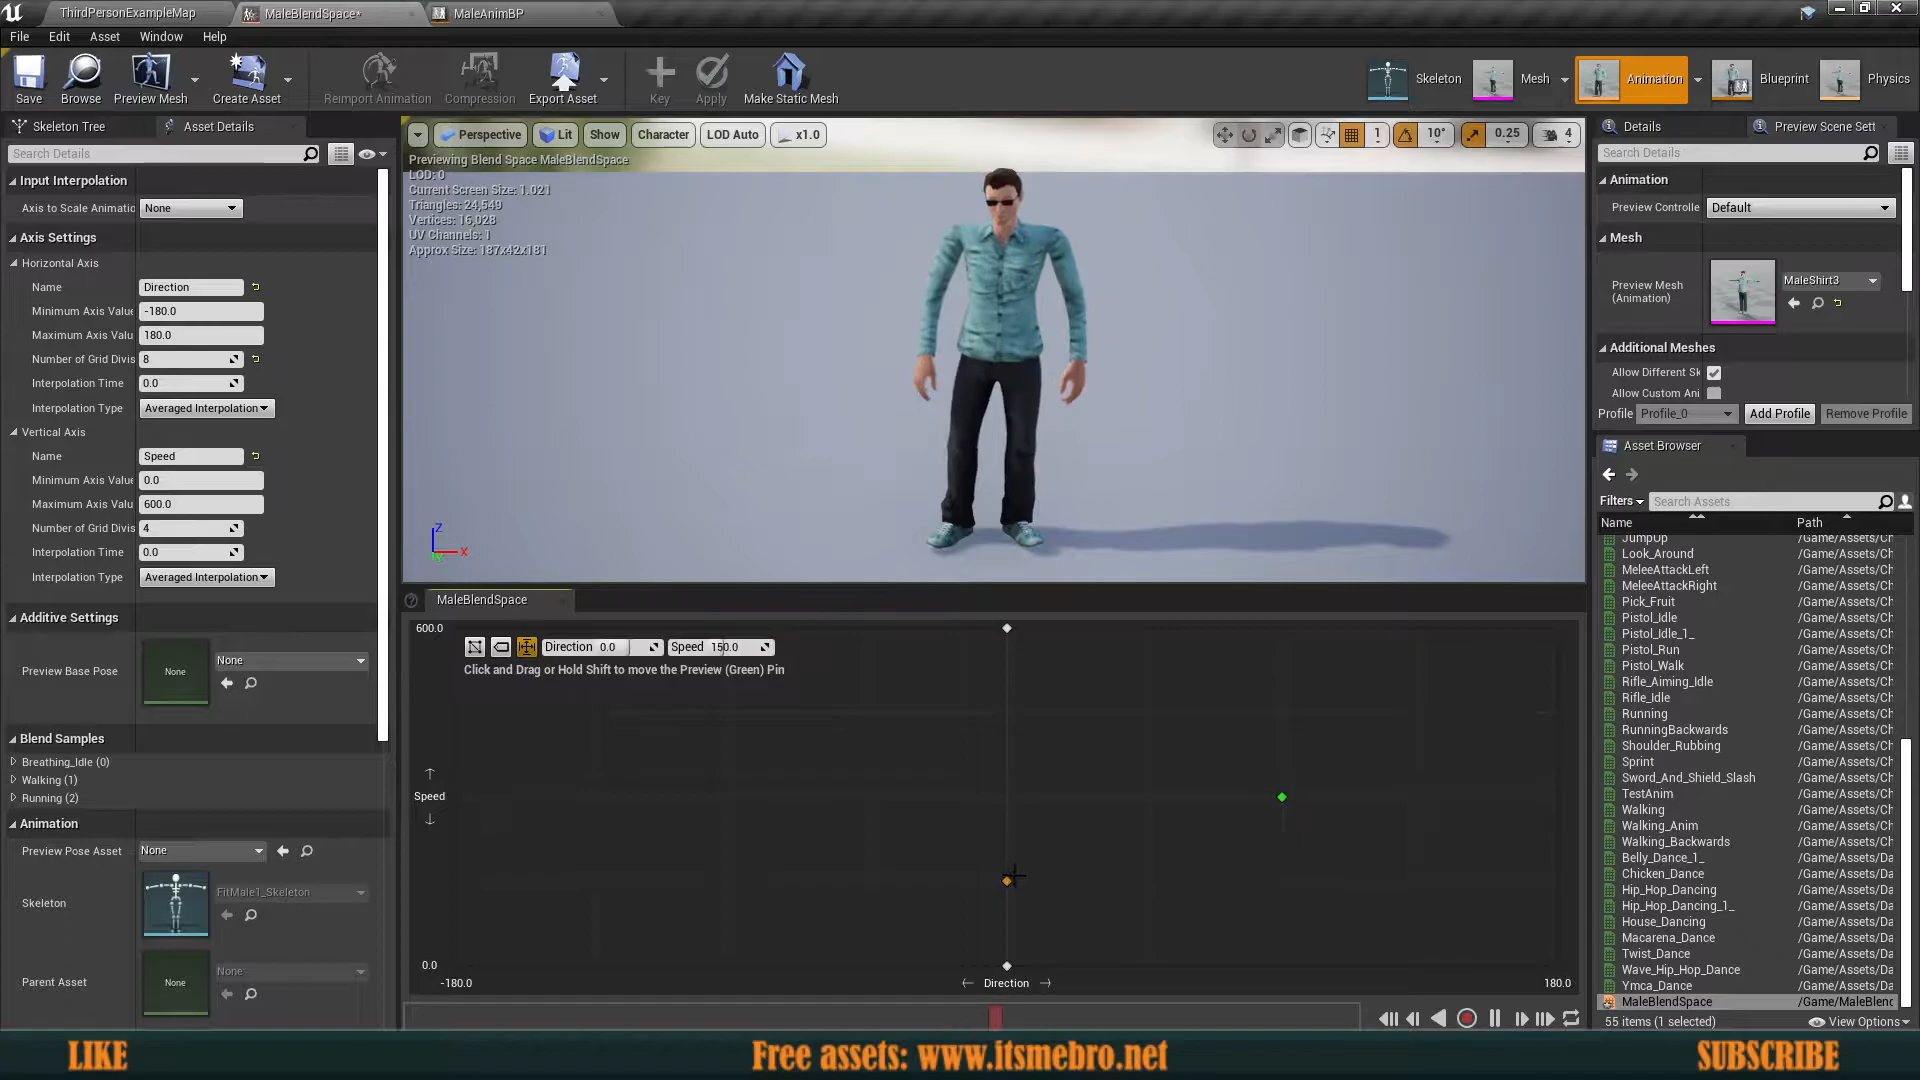 ThirdPersonExampleMap
MaleBlendSpace*
MaleAnimBP
File Edit Asset Window Help
Save
Browse
Preview Mesh
Create Asset
Reimport Animation
Compression
Export Asset
Key
Apply
Make Static Mesh
Skeleton
Mesh
Animation
Blueprint
Physics
Skeleton Tree
Asset Details
Search Details
Input Interpolation
Axis to Scale Animatio None
Axis Settings
Horizontal Axis
Name Direction
Minimum Axis Value -180.0
Maximum Axis Valu 180.0
Number of Grid Divis 8
Interpolation Time 0.0
Interpolation Type Averaged Interpolation
Vertical Axis
Name Speed
Minimum Axis Value 0.0
Maximum Axis Valu 600.0
Number of Grid Divis 4
Interpolation Time 0.0
Interpolation Type Averaged Interpolation
Additive Settings
Preview Base Pose None None
Blend Samples
Breathing_Idle (0)
Walking (1)
Running (2)
Animation
Preview Pose Asset None
Skeleton FitMale1_Skeleton
Parent Asset None None
Perspective Lit Show Character LOD Auto x1.0
1 10° 0.25 4
Previewing Blend Space MaleBlendSpace
LOD: 0
Current Screen Size: 1.021
Triangles: 24,549
Vertices: 16,028
UV Channels: 1
Approx Size: 187x42x181
Z
X
MaleBlendSpace
600.0
Direction 0.0 Speed 150.0
Click and Drag or Hold Shift to move the Preview (Green) Pin
Speed
0.0
-180.0 Direction 180.0
Details
Preview Scene Sett
Search Details
Animation
Preview Controlle Default
Mesh
Preview Mesh
(Animation)
MaleShirt3
Additional Meshes
Allow Different Sk
Allow Custom Ani
Profile Profile_0 Add Profile Remove Profile
Asset Browser
Filters Search Assets
Name Path
JumpUp /Game/Assets/Ch
Look_Around /Game/Assets/Ch
MeleeAttackLeft /Game/Assets/Ch
MeleeAttackRight /Game/Assets/Ch
Pick_Fruit /Game/Assets/Ch
Pistol_Idle /Game/Assets/Ch
Pistol_Idle_1_ /Game/Assets/Ch
Pistol_Run /Game/Assets/Ch
Pistol_Walk /Game/Assets/Ch
Rifle_Aiming_Idle /Game/Assets/Ch
Rifle_Idle /Game/Assets/Ch
Running /Game/Assets/Ch
RunningBackwards /Game/Assets/Ch
Shoulder_Rubbing /Game/Assets/Ch
Sprint /Game/Assets/Ch
Sword_And_Shield_Slash /Game/Assets/Ch
TestAnim /Game/Assets/Ch
Walking /Game/Assets/Ch
Walking_Anim /Game/Assets/Ch
Walking_Backwards /Game/Assets/Ch
Belly_Dance_1_ /Game/Assets/Da
Chicken_Dance /Game/Assets/Da
Hip_Hop_Dancing /Game/Assets/Da
Hip_Hop_Dancing_1_ /Game/Assets/Da
House_Dancing /Game/Assets/Da
Macarena_Dance /Game/Assets/Da
Twist_Dance /Game/Assets/Da
Wave_Hip_Hop_Dance /Game/Assets/Da
Ymca_Dance /Game/Assets/Da
MaleBlendSpace /Game/MaleBlend
55 items (1 selected) View Options
LIKE
Free assets: www.itsmebro.net
SUBSCRIBE